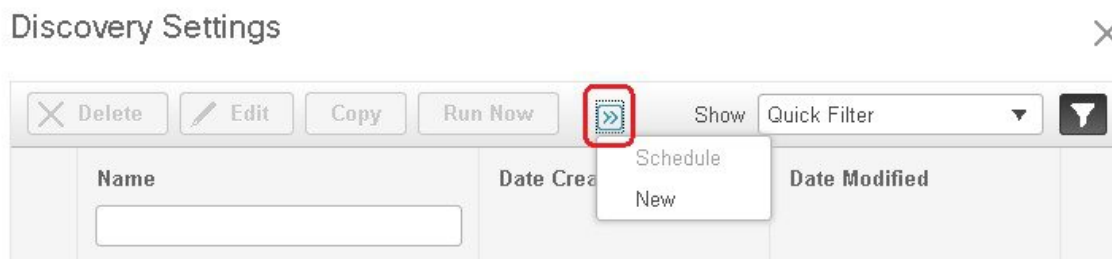 Discovery Settings
Delete Edit Copy Run Now Show Quick Filter
Schedule
Name Date Crea Date Modified
New